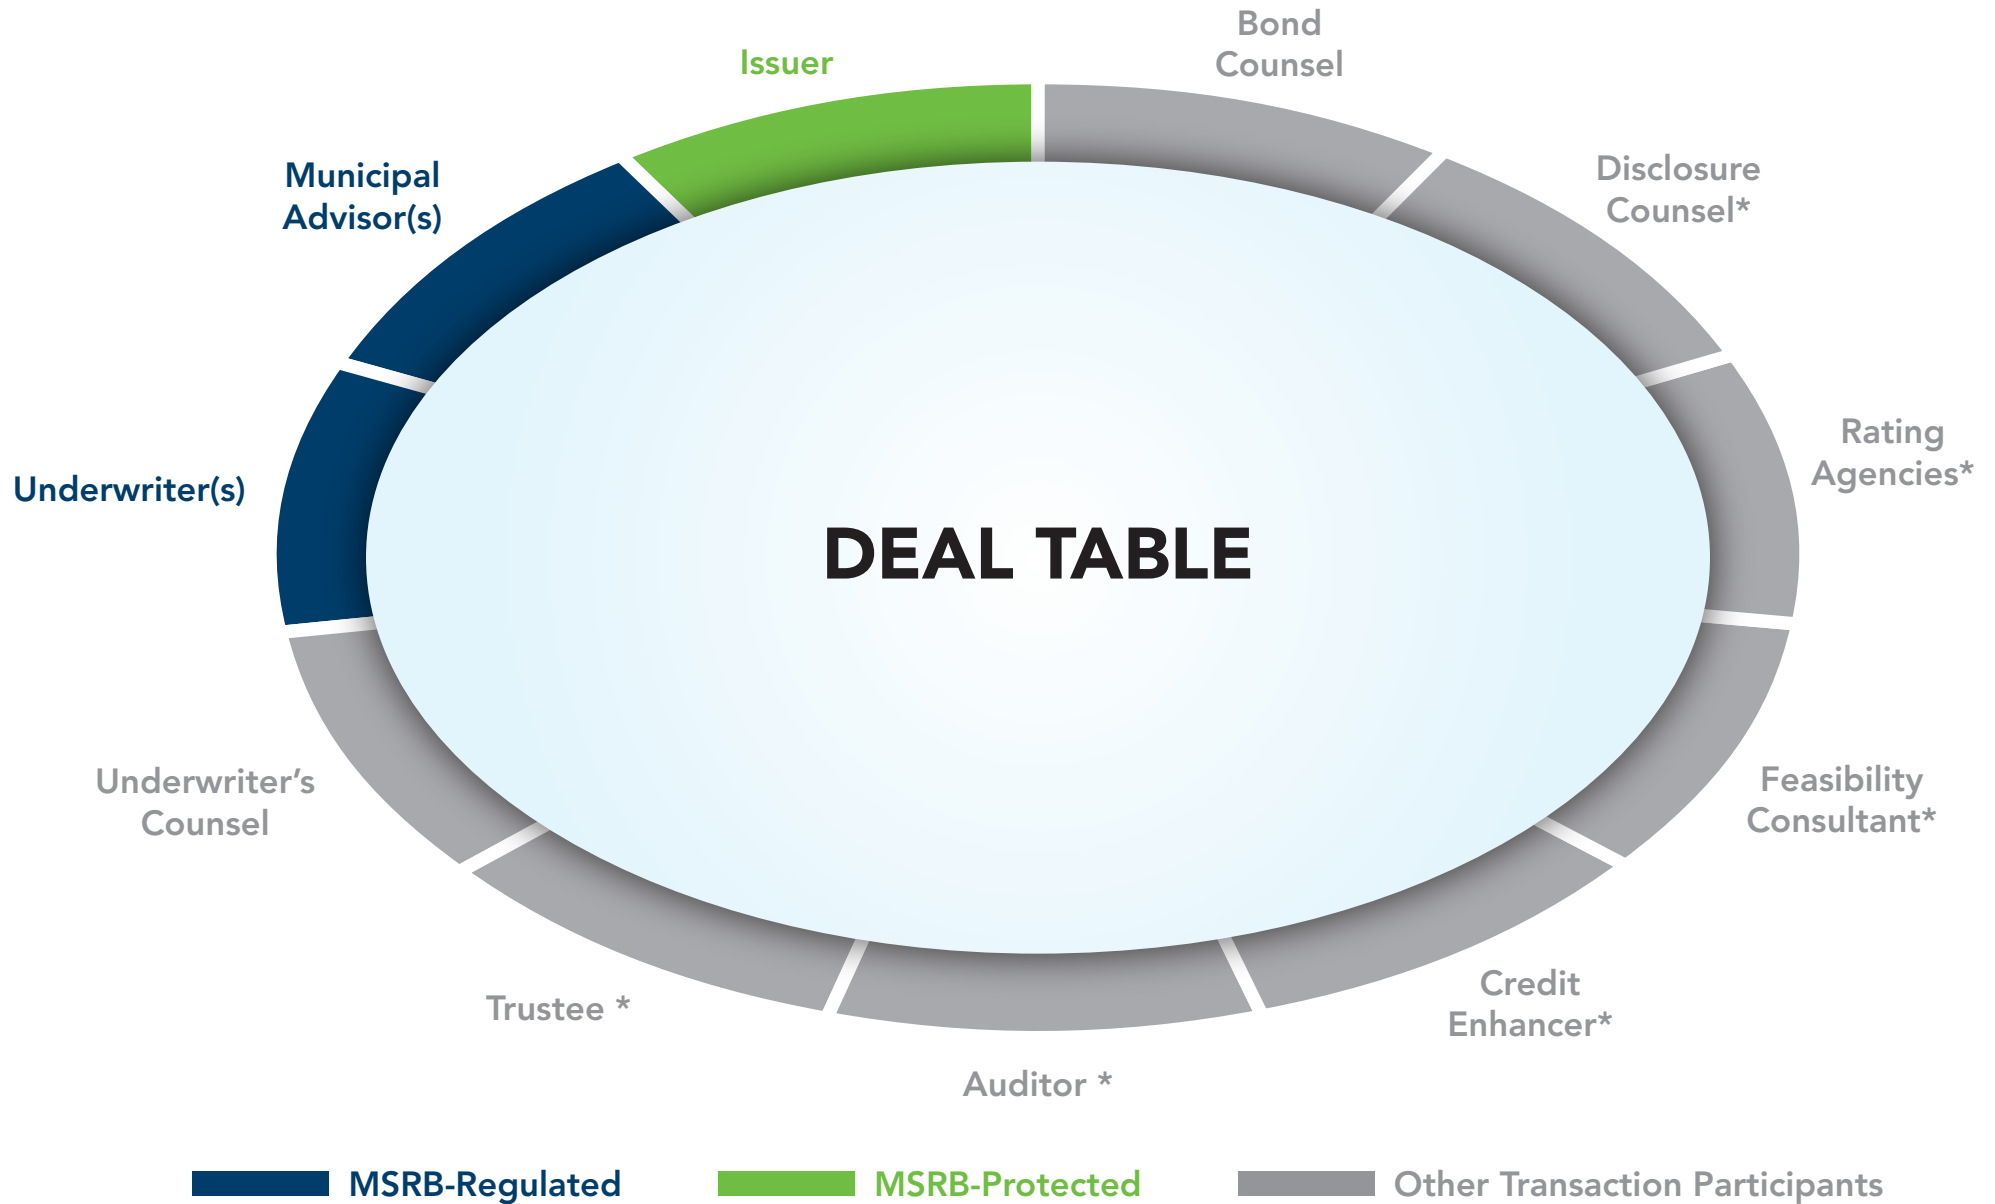 Bond
Counsel
Issuer
Disclosure
Counsel*
Municipal
Advisor(s)
Rating
Agencies*
Underwriter(s)
DEAL TABLE
Underwriter’s
Counsel
Feasibility
Consultant*
Trustee *
Credit
Enhancer*
Auditor *
MSRB-Regulated
MSRB-Protected
Other Transaction Participants